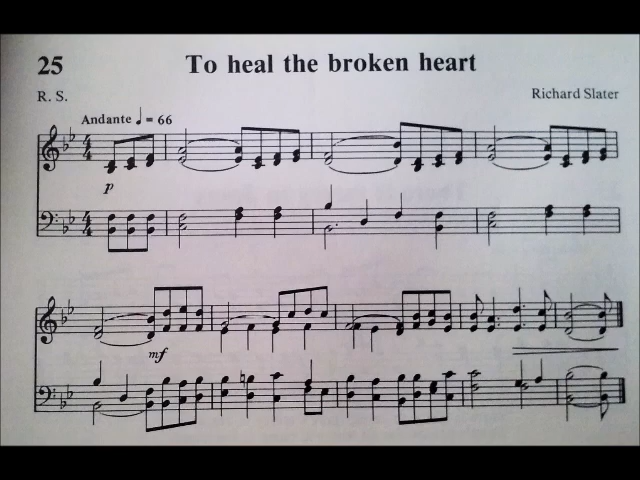 25
To heal the broken heart
R. S.
Richard Slater
Andante ♩ = 66
p
mf